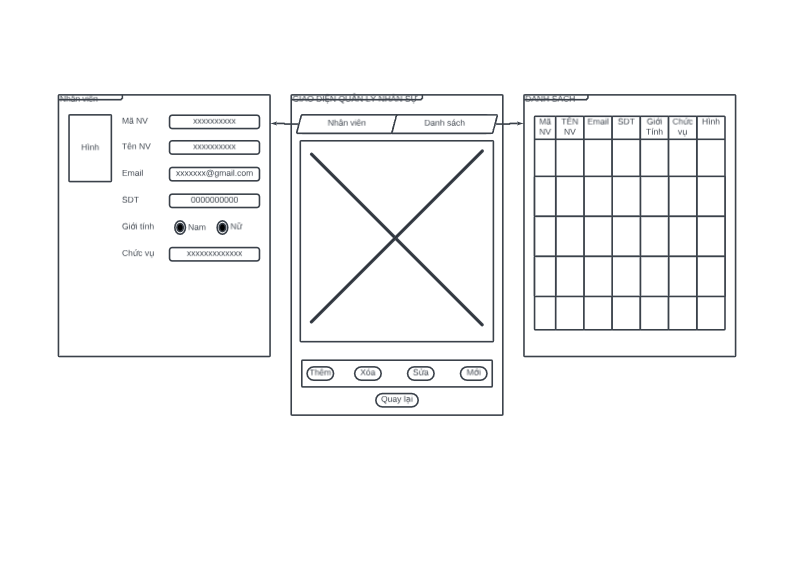 Nhân viên
Hình
Mã NV
xxxxxxxxxx
Tên NV
xxxxxxxxxx
Email
xxxxxxx@gmail.com
SDT
0000000000
Giới tính
Nam
Nữ
Chức vụ
xxxxxxxxxxxxx
GIAO DIỆN QUẢN LÝ NHÂN SỰ
Nhân viên
Danh sách
Thêm
Xóa
Sửa
Mới
Quay lại
DANH SÁCH
Mã NV
TÊN NV
Email
SDT
Giới Tính
Chức vụ
Hình